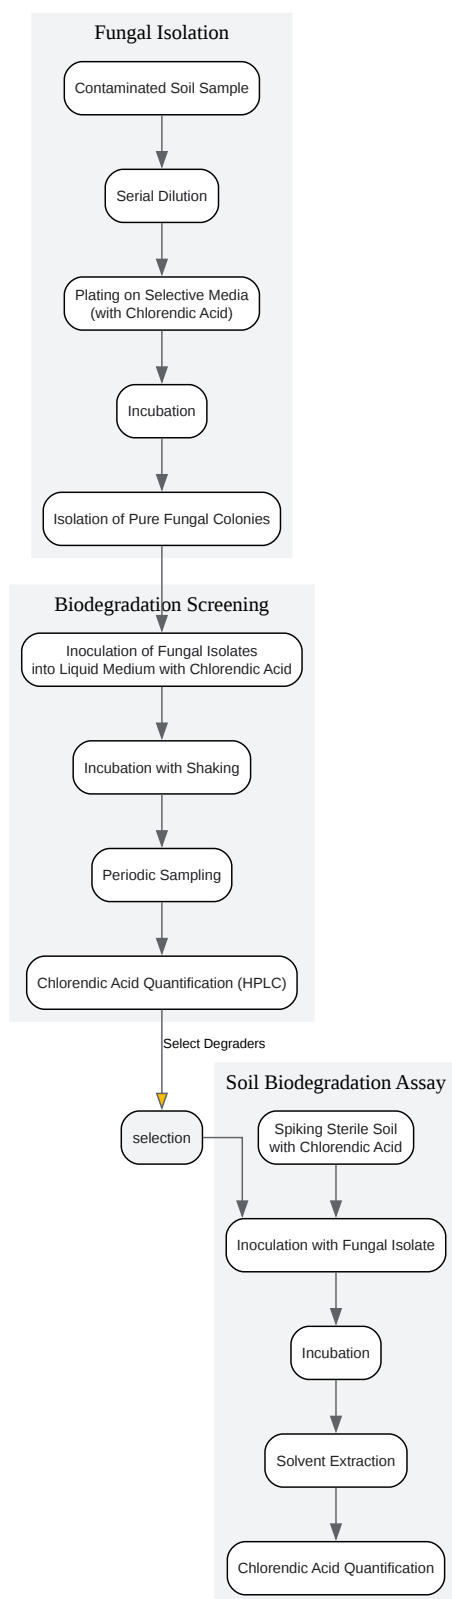 Fungal Isolation
Contaminated Soil Sample
Serial Dilution
Plating on Selective Media
(with Chlorendic Acid)
Incubation
Isolation of Pure Fungal Colonies
Biodegradation Screening
Inoculation of Fungal Isolates
into Liquid Medium with Chlorendic Acid
Incubation with Shaking
Periodic Sampling
Chlorendic Acid Quantification (HPLC)
Select Degraders
selection
Soil Biodegradation Assay
Spiking Sterile Soil
with Chlorendic Acid
Inoculation with Fungal Isolate
Incubation
Solvent Extraction
Chlorendic Acid Quantification